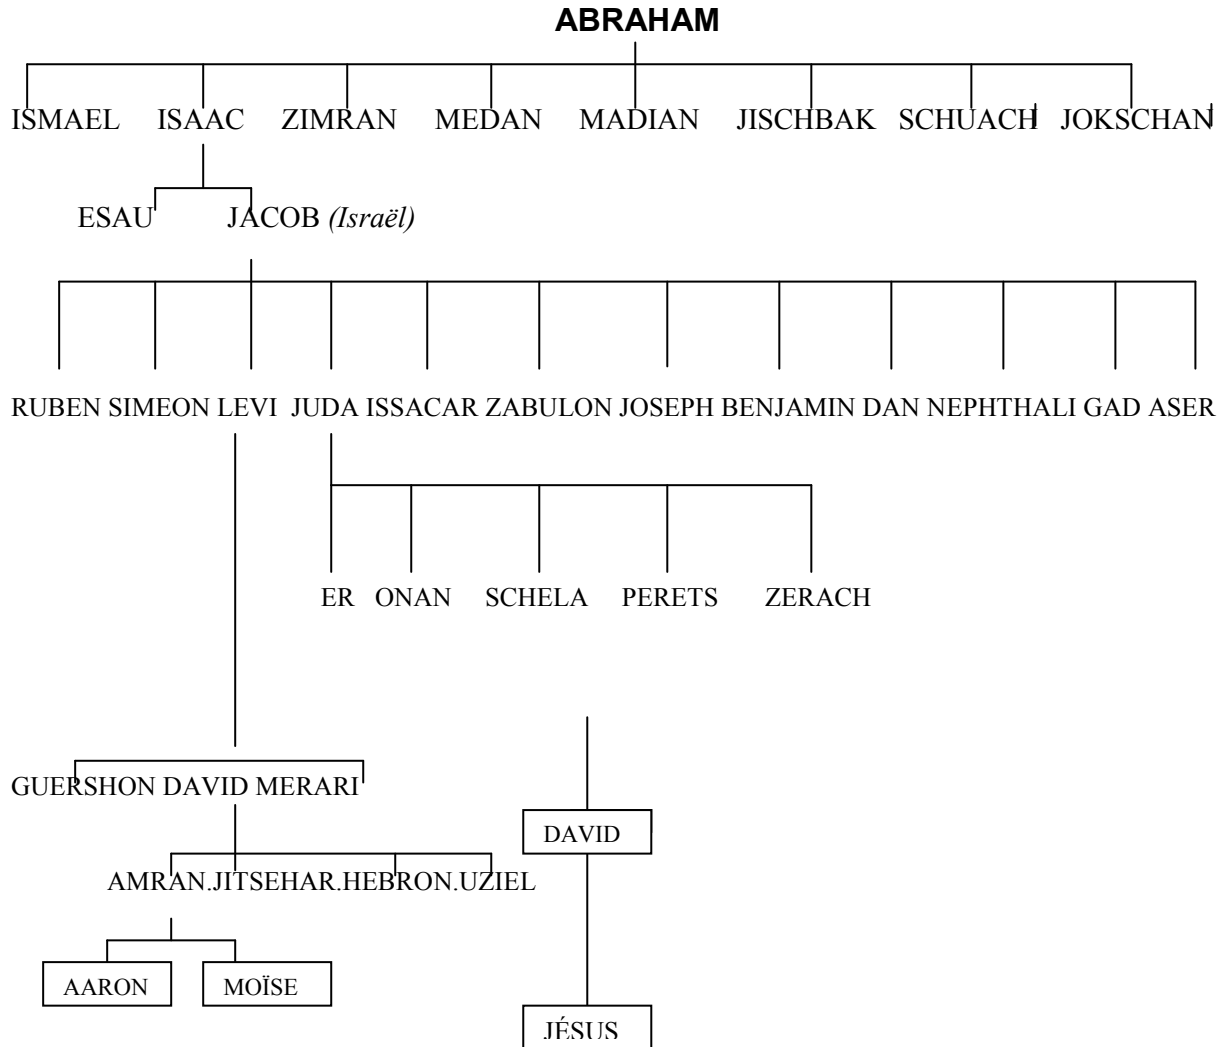 ABRAHAM
ISMAEL ISAAC ZIMRAN MEDAN MADIAN JISCHBAK SCHUACH JOKSCHAN
ESAU JACOB (Israël)
RUBEN SIMEON LEVI JUDA ISSACAR ZABULON JOSEPH BENJAMIN DAN NEPHTHALI GAD ASER
ER ONAN SCHELA PERETS ZERACH
GUERSHON DAVID MERARI
DAVID
AMRAN.JITSEHAR.HEBRON.UZIEL
AARON MOÏSE
JÉSUS